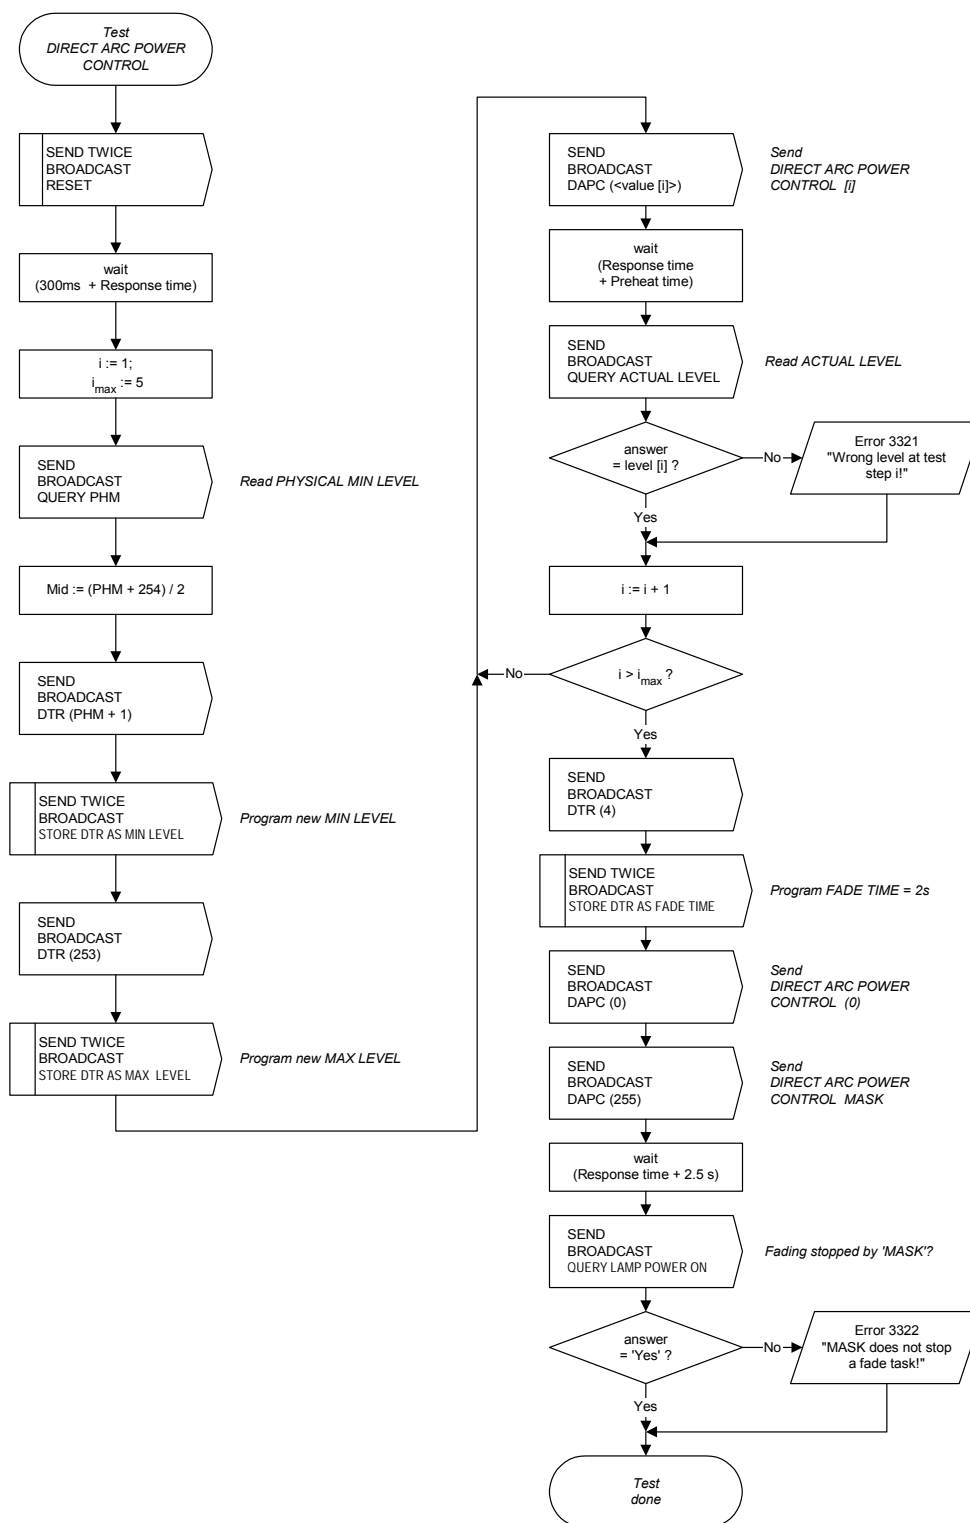 Test
DIRECT ARC POWER
CONTROL
SEND TWICE
BROADCAST
RESET
wait
(300ms + Response time)
i := 1;
imax := 5
SEND
BROADCAST
QUERY PHM
Read PHYSICAL MIN LEVEL
Mid := (PHM + 254) / 2
SEND
BROADCAST
DTR (PHM + 1)
SEND TWICE
BROADCAST
STORE DTR AS MIN LEVEL
Program new MIN LEVEL
SEND
BROADCAST
DTR (253)
SEND TWICE
BROADCAST
STORE DTR AS MAX LEVEL
Program new MAX LEVEL
SEND
BROADCAST
DAPC (<value [i]>)
Send
DIRECT ARC POWER
CONTROL [i]
wait
(Response time
+ Preheat time)
SEND
BROADCAST
QUERY ACTUAL LEVEL
Read ACTUAL LEVEL
answer
= level [i] ?
No
Error 3321
"Wrong level at test
step i!"
Yes
i := i + 1
i > imax ?
No
Yes
SEND
BROADCAST
DTR (4)
SEND TWICE
BROADCAST
STORE DTR AS FADE TIME
Program FADE TIME = 2s
SEND
BROADCAST
DAPC (0)
Send
DIRECT ARC POWER
CONTROL (0)
SEND
BROADCAST
DAPC (255)
Send
DIRECT ARC POWER
CONTROL MASK
wait
(Response time + 2.5 s)
SEND
BROADCAST
QUERY LAMP POWER ON
Fading stopped by 'MASK'?
answer
= 'Yes' ?
No
Error 3322
"MASK does not stop
a fade task!"
Yes
Test
done